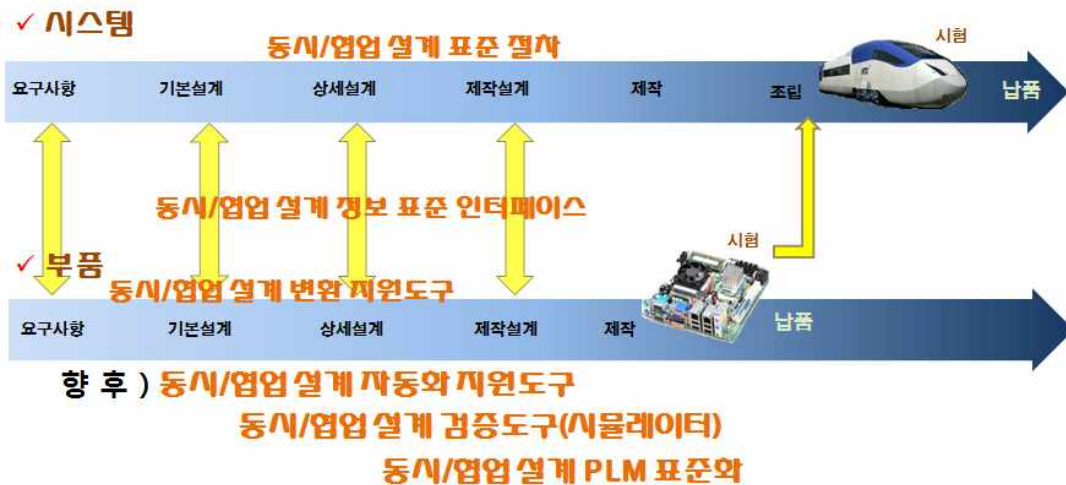 ✓ 시스템
동시/협업 설계 표준 절차
시험
요구사항 기본설계 상세설계 제작설계 제작 조립 납품
동시/협업 설계 정보 표준 인터페이스
시험
✓ 부품
동시/협업 설계 변환 지원도구
요구사항 기본설계 상세설계 제작설계 제작 납품
향 후 ) 동시/협업 설계 자동화 지원도구
동시/협업 설계 검증도구(시뮬레이터)
동시/협업 설계 PLM 표준화